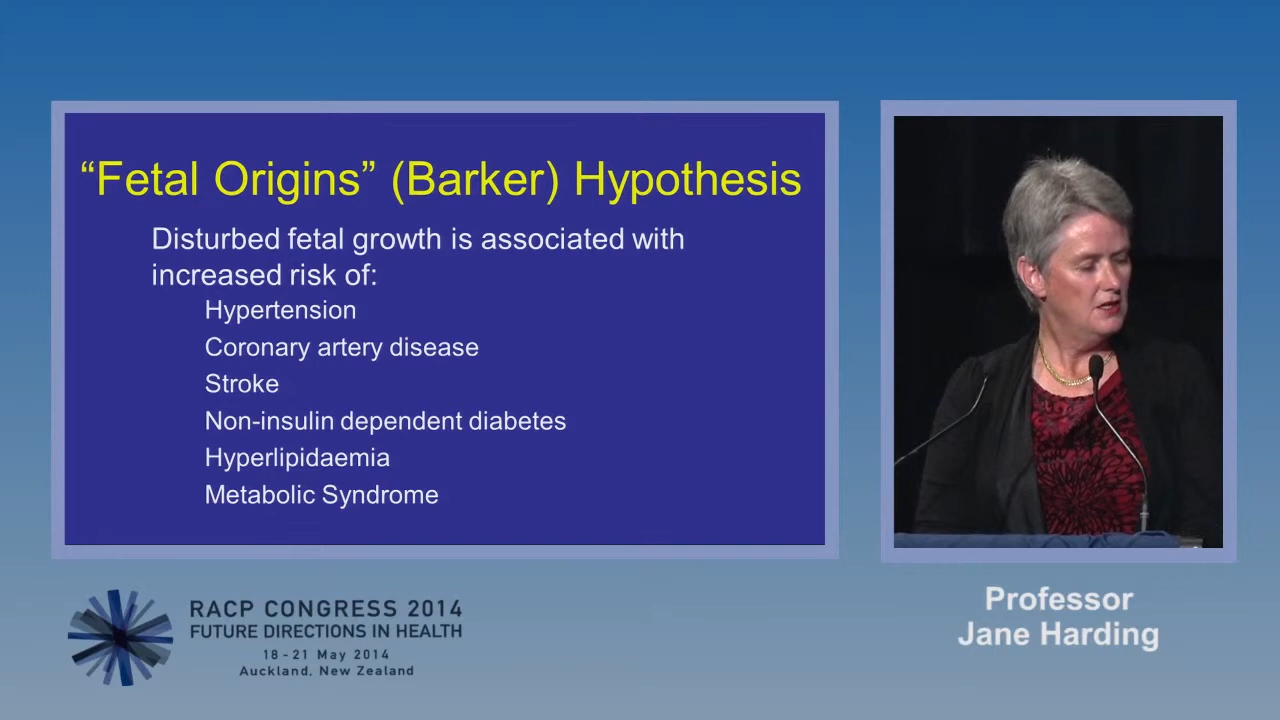 “Fetal Origins” (Barker) Hypothesis
Disturbed fetal growth is associated with
increased risk of:
Hypertension
Coronary artery disease
Stroke
Non-insulin dependent diabetes
Hyperlipidaemia
Metabolic Syndrome
RACP CONGRESS 2014
FUTURE DIRECTIONS IN HEALTH
18 - 21 May 2014
Auckland, New Zealand
Professor
Jane Harding